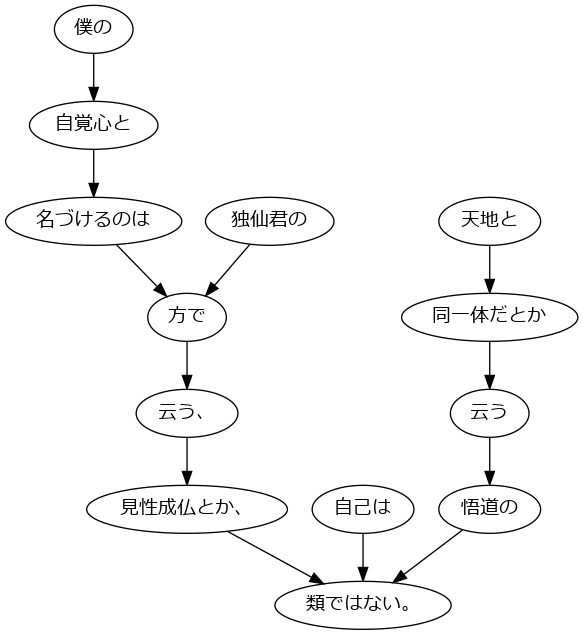 僕の
自覚心と
名づけるのは
独仙君の
天地と
方で
同一体だとか
云う、
云う
見性成仏とか、
自己は
悟道の
類ではない。